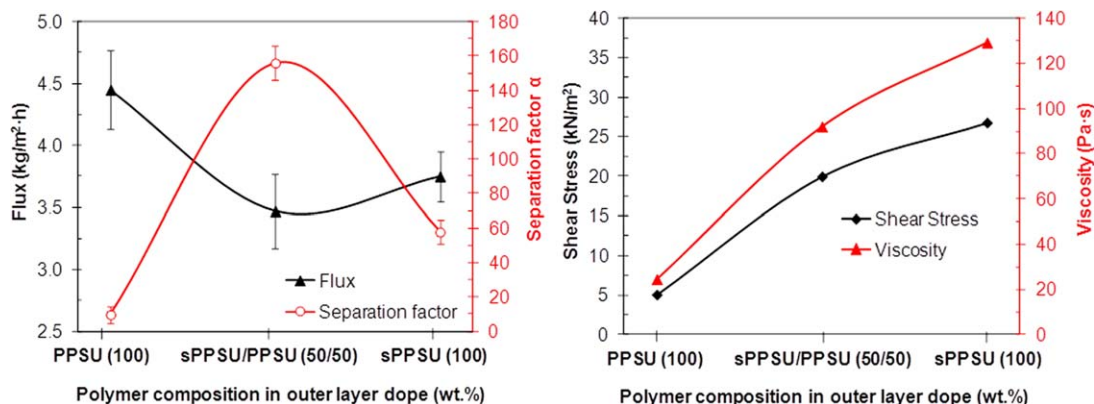 5.0
4.5
4.0
3.5
3.0
2.5
Flux (kg/m²·h)
180
160
140
120
100
80
60
40
20
0
Separation factor α
Flux
Separation factor
PPSU (100)
sPPSU/PPSU (50/50)
sPPSU (100)
Polymer composition in outer layer dope (wt.%)
40
35
30
25
20
15
10
5
0
Shear Stress (kN/m²)
140
120
100
80
60
40
20
0
Viscosity (Pa·s)
Shear Stress
Viscosity
PPSU (100)
sPPSU/PPSU (50/50)
sPPSU (100)
Polymer composition in outer layer dope (wt.%)